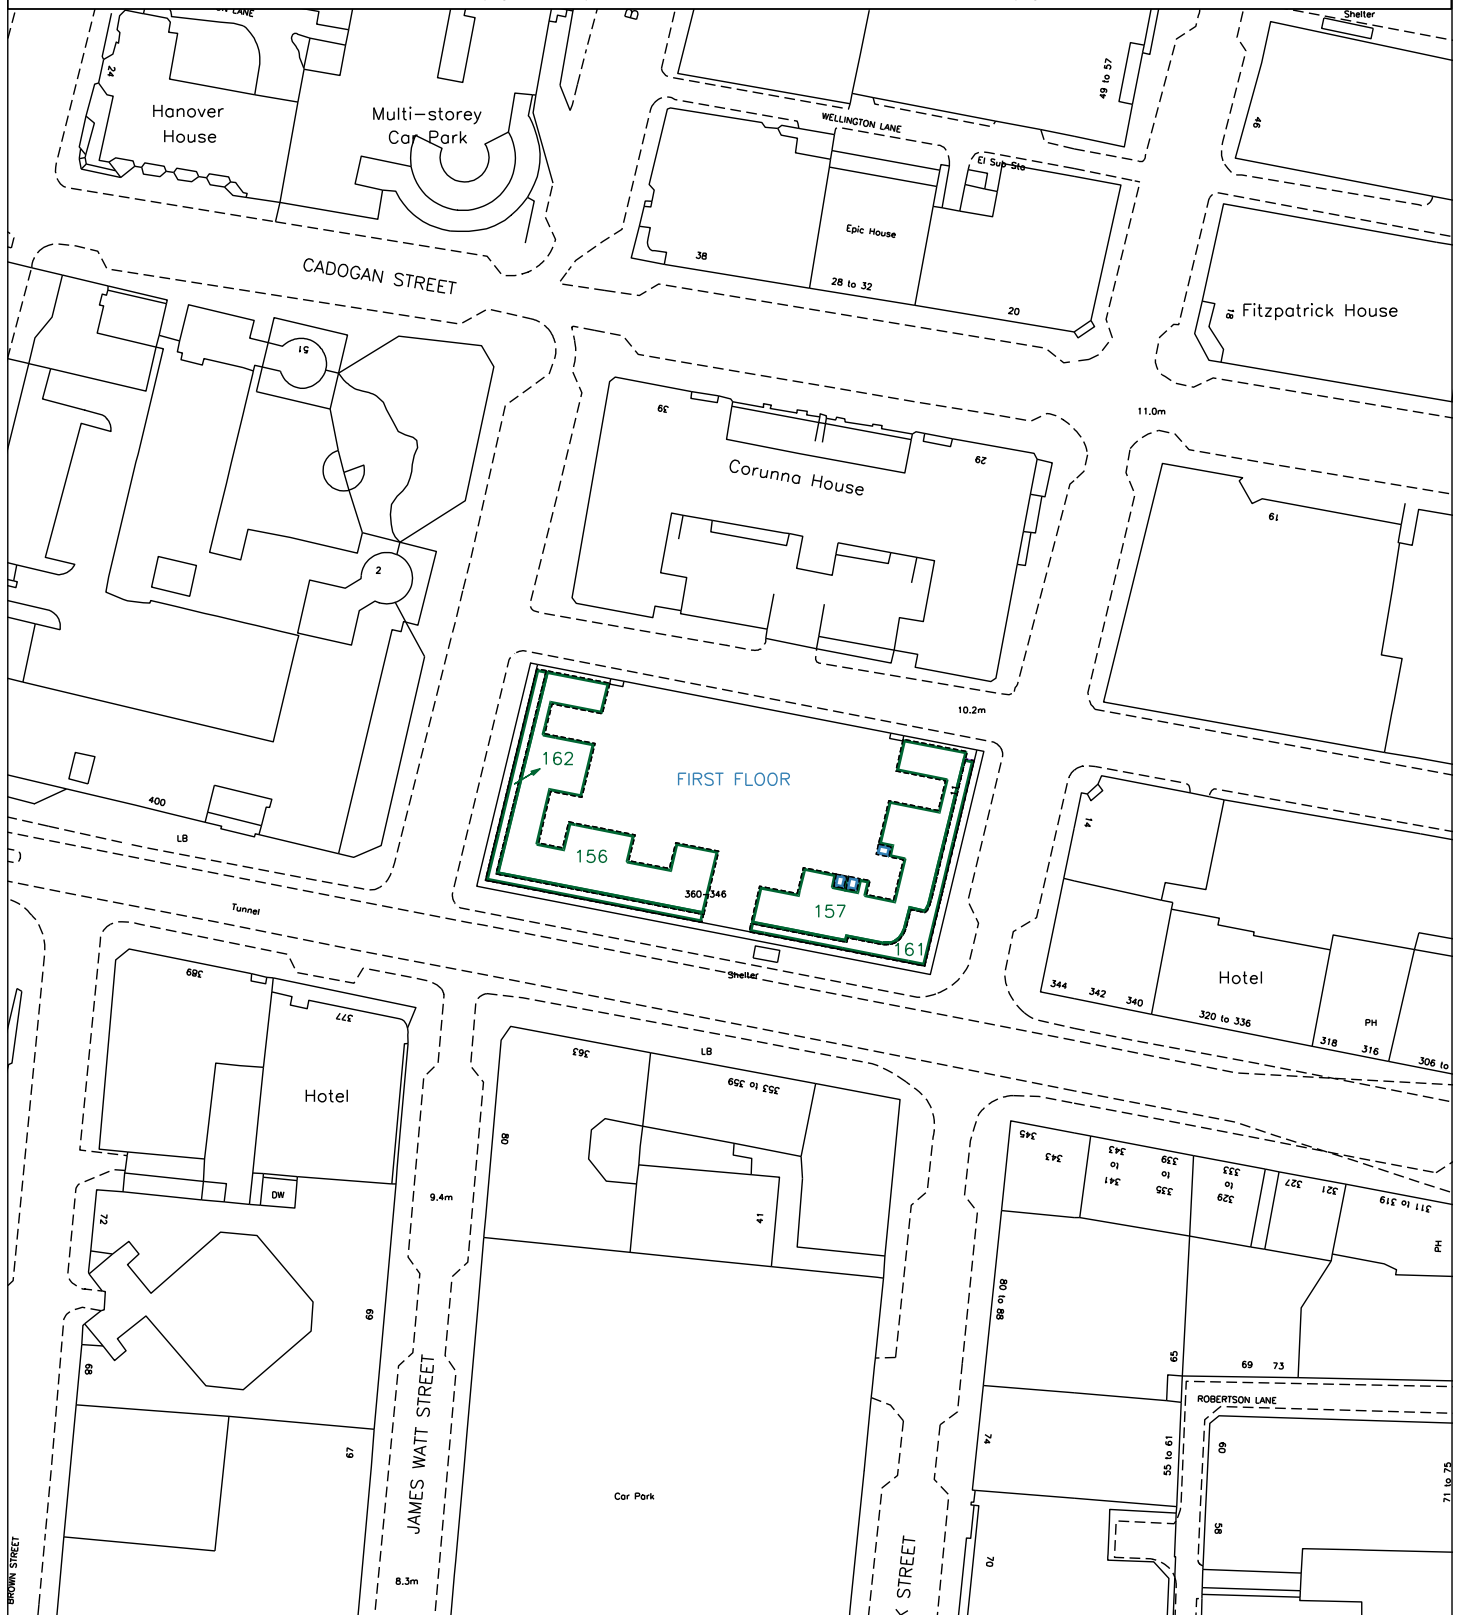 Shelter
24
Hanover
House
Multi-storey
Car Park
49 to 57
46
WELLINGTON LANE
El Sub Sta
Epic House
38
28 to 32
20
CADOGAN STREET
18
Fitzpatrick House
51
39
29
11.0m
Corunna House
19
2
10.2m
162
FIRST FLOOR
11
400
LB
156
360-346
157
161
14
Tunnel
Shelter
389
377
Hotel
344
342
340
320 to 336
318
PH
316
306 to
Hotel
363
LB
353 to 359
80
345
343
343
to
341
339
to
335
333
to
329
327
321
311 to 319
PH
DW
9.4m
41
72
69
80 to 88
65
69
73
68
ROBERTSON LANE
JAMES WATT STREET
67
74
55 to 61
60
71 to 75
Car Park
58
BROWN STREET
8.3m
K STREET
70